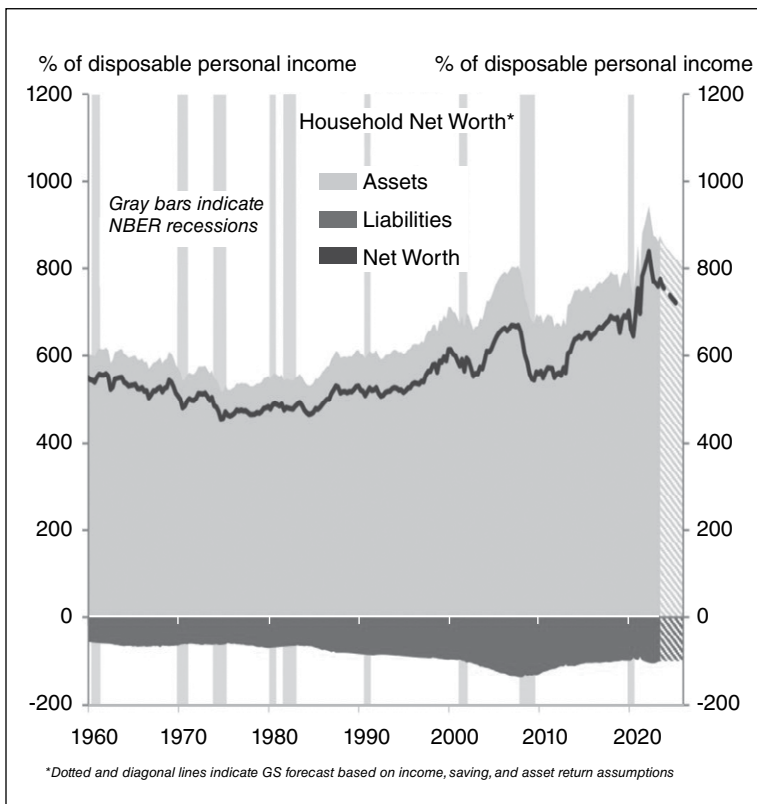 % of disposable personal income % of disposable personal income
1200 1200
Household Net Worth*
1000 1000
Assets
Gray bars indicate
NBER recessions
Liabilities
800 800
Net Worth
600 600
400 400
200 200
0 0
-200 -200
1960 1970 1980 1990 2000 2010 2020
*Dotted and diagonal lines indicate GS forecast based on income, saving, and asset return assumptions